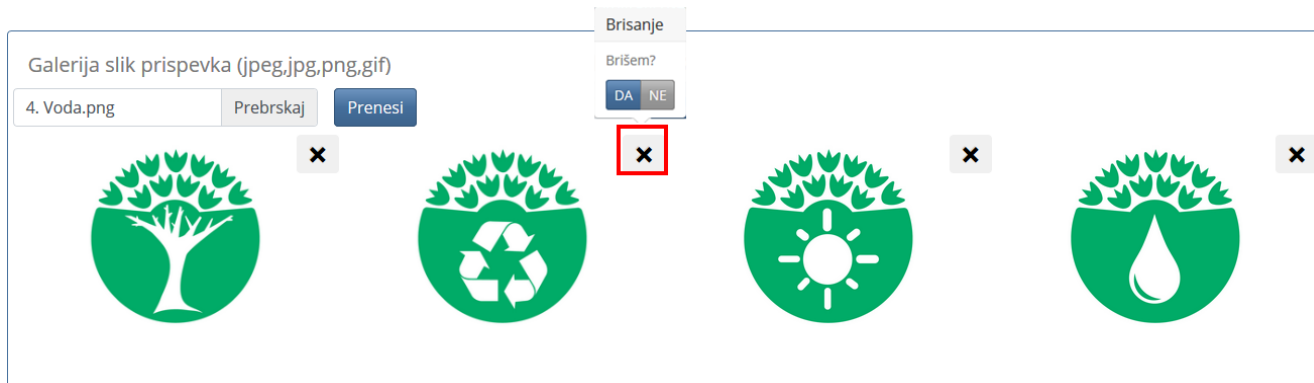 Brisanje
Brišem?
DA NE
Galerija slik prispevka (jpeg,jpg,png,gif)
4. Voda.png Prebrskaj Prenesi